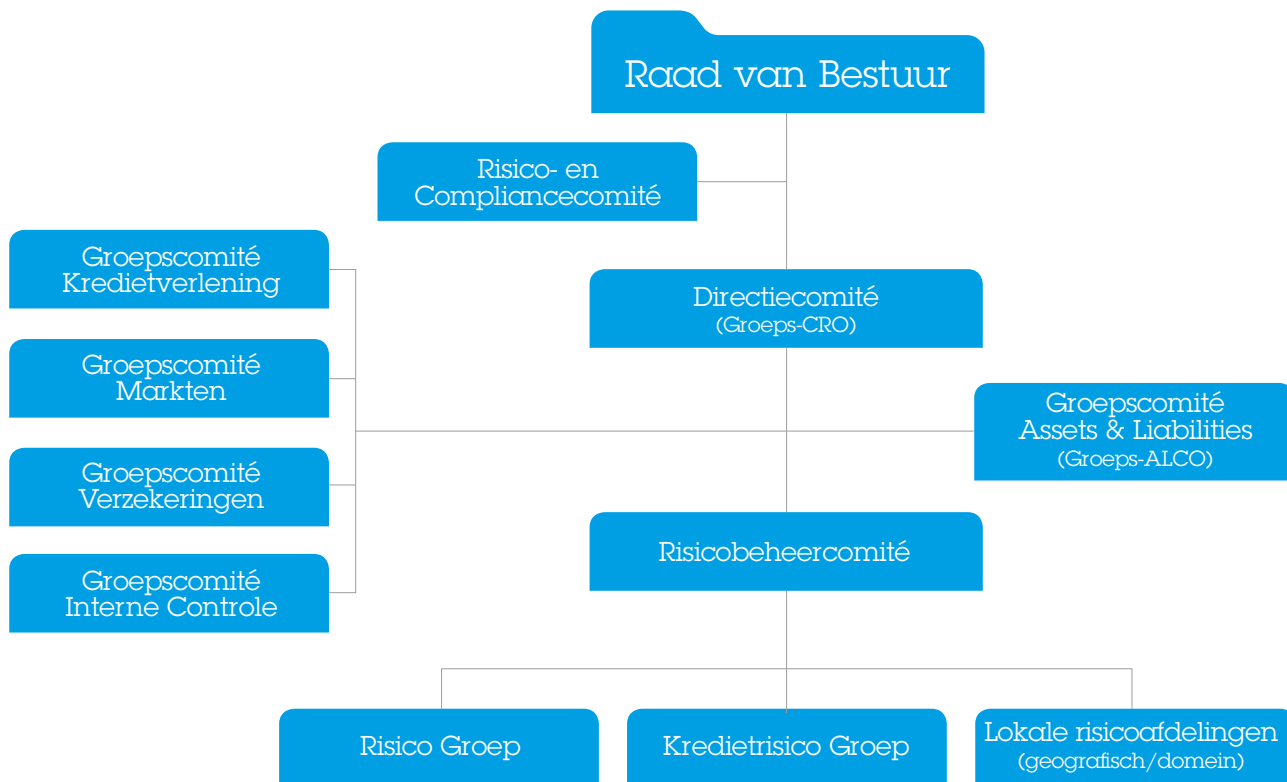 Raad van Bestuur
Risico- en
Compliancecomité
Groepscomité
Kredietverlening
Directiecomité
(Groeps-CRO)
Groepscomité
Markten
Groepscomité
Assets & Liabilities
(Groeps-ALCO)
Groepscomité
Verzekeringen
Risicobeheercomité
Groepscomité
Interne Controle
Risico Groep
Kredietrisico Groep
Lokale risicoafdelingen
(geografisch/domein)